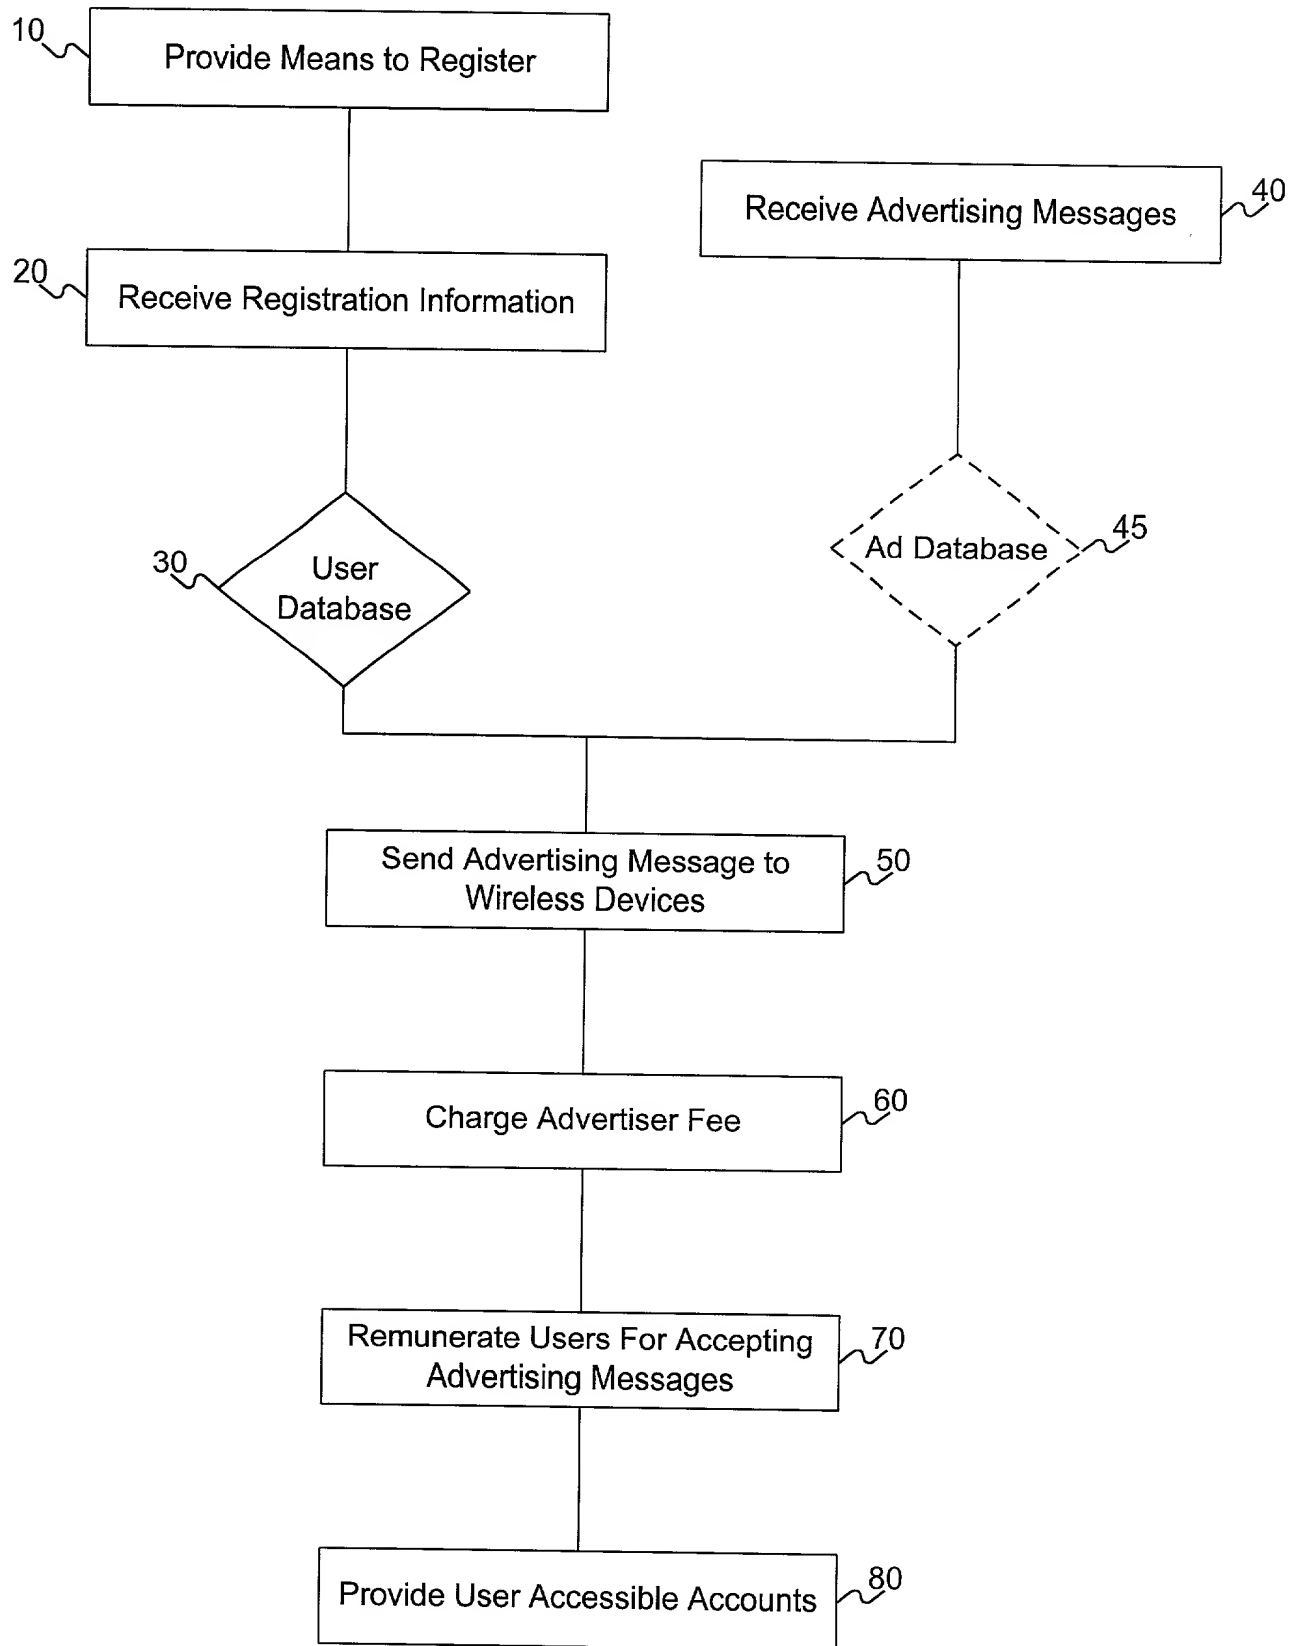 10
Provide Means to Register
Receive Advertising Messages
40
20
Receive Registration Information
30
User
Database
Ad Database
45
Send Advertising Message to
Wireless Devices
50
Charge Advertiser Fee
60
Remunerate Users For Accepting
Advertising Messages
70
Provide User Accessible Accounts
80